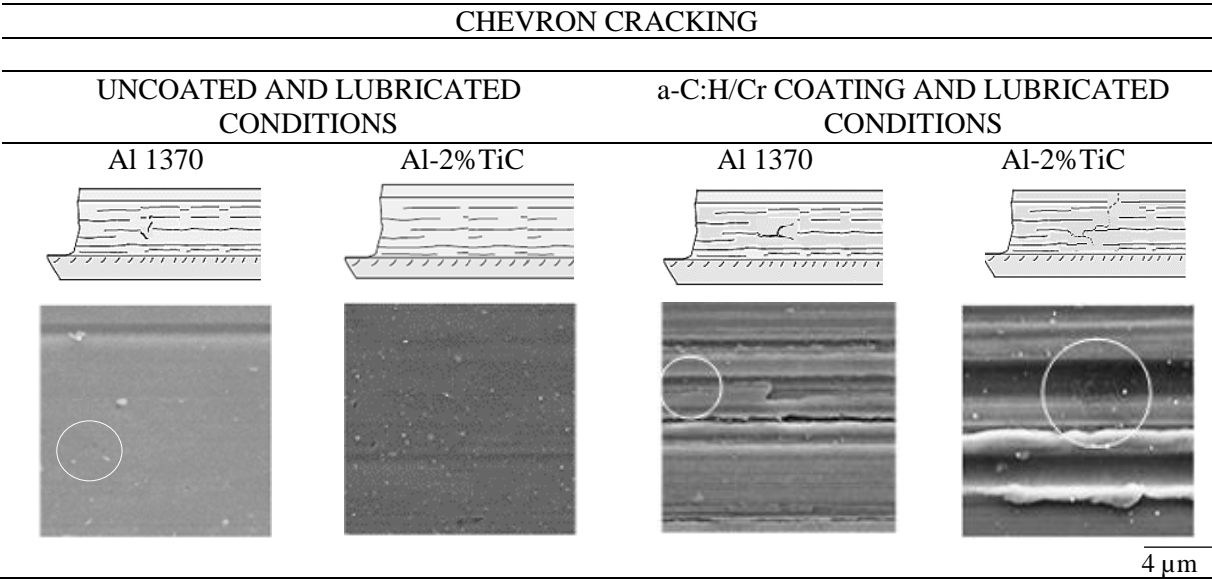 CHEVRON CRACKING
UNCOATED AND LUBRICATED
CONDITIONS
a-C:H/Cr COATING AND LUBRICATED
CONDITIONS
Al 1370
Al-2%TiC
Al 1370
Al-2%TiC
4 µm